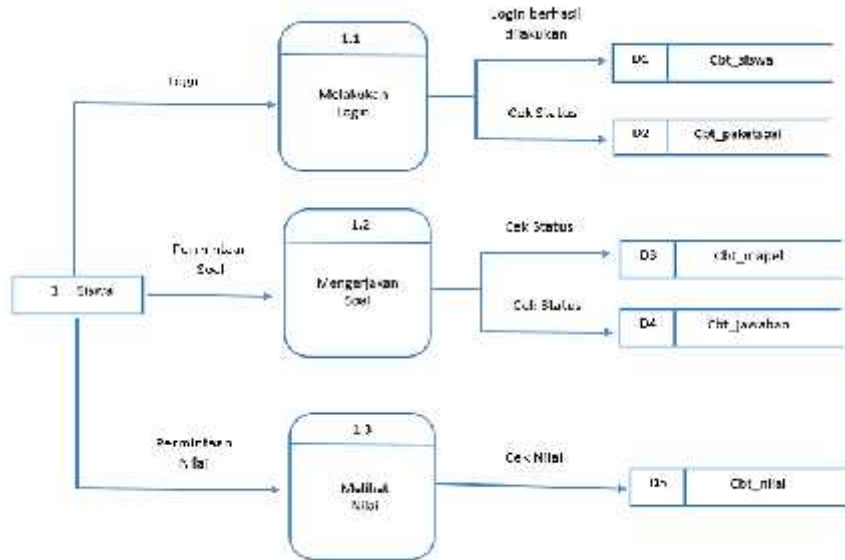 Login
1.1
Melakukan
Login
Login berhasil
dilakukan
D1 Cbt_siswa
Cek Status
D2 Cbt_paketsoal
1 Siswa
Permintaan
Soal
1.2
Mengerjakan
Soal
Cek Status
D3 Cbt_mapel
Cek Status
D4 Cbt_jawaban
Permintaan
Nilai
1.3
Melihat
Nilai
Cek Nilai
D5 Cbt_nilai